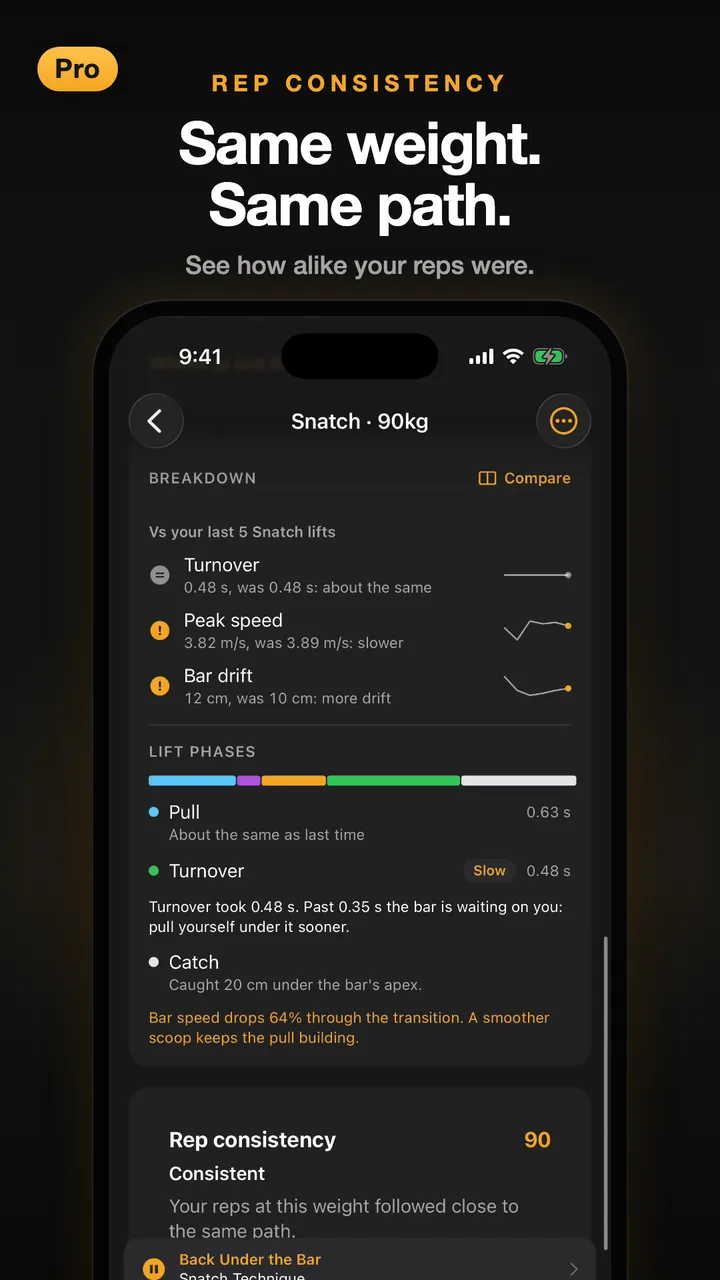 Pro
REP CONSISTENCY
Same weight.
Same path.
See how alike your reps were.
9:41
Snatch · 90kg
BREAKDOWN
Compare
Vs your last 5 Snatch lifts
Turnover
0.48 s, was 0.48 s: about the same
Peak speed
3.82 m/s, was 3.89 m/s: slower
Bar drift
12 cm, was 10 cm: more drift
LIFT PHASES
Pull 0.63 s
About the same as last time
Turnover Slow 0.48 s
Turnover took 0.48 s. Past 0.35 s the bar is waiting on you:
pull yourself under it sooner.
Catch
Caught 20 cm under the bar's apex.
Bar speed drops 64% through the transition. A smoother
scoop keeps the pull building.
Rep consistency 90
Consistent
Your reps at this weight followed close to
the same path.
Back Under the Bar
Snatch Technique